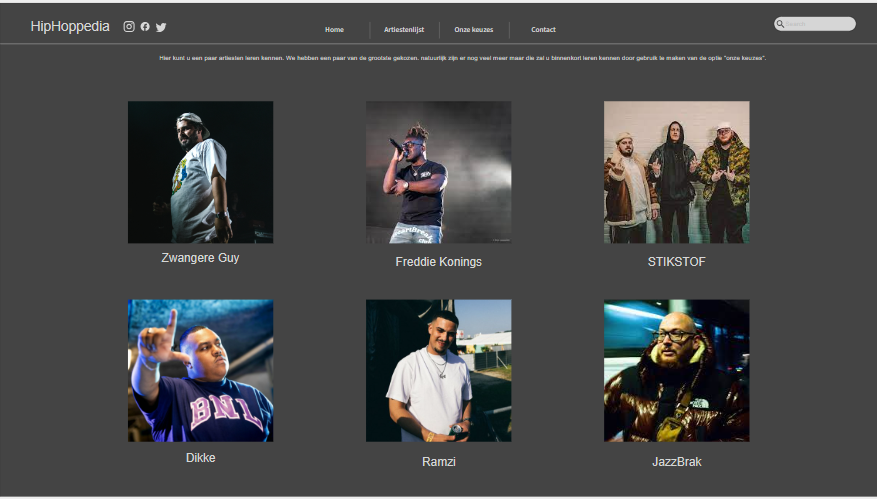 HipHoppedia
Home
Artiestenlijst
Onze keuzes
Contact
Search
Hier kunt u een paar artiesten leren kennen. We hebben een paar van de grootste gekozen. natuurlijk zijn er nog veel meer maar die zal u binnenkort leren kennen door gebruik te maken van de optie "onze keuzes".
Zwangere Guy
Freddie Konings
STIKSTOF
BNL
Dikke
Ramzi
JazzBrak